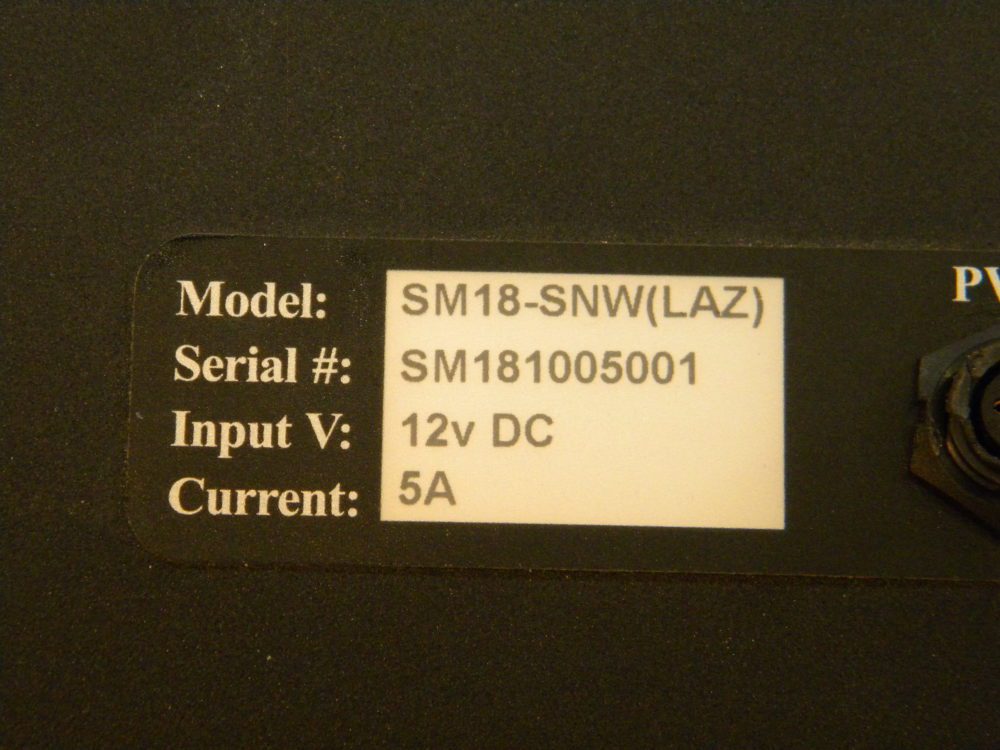 Model: SM18-SNW(LAZ)
Serial #: SM181005001
Input V: 12v DC
Current: 5A